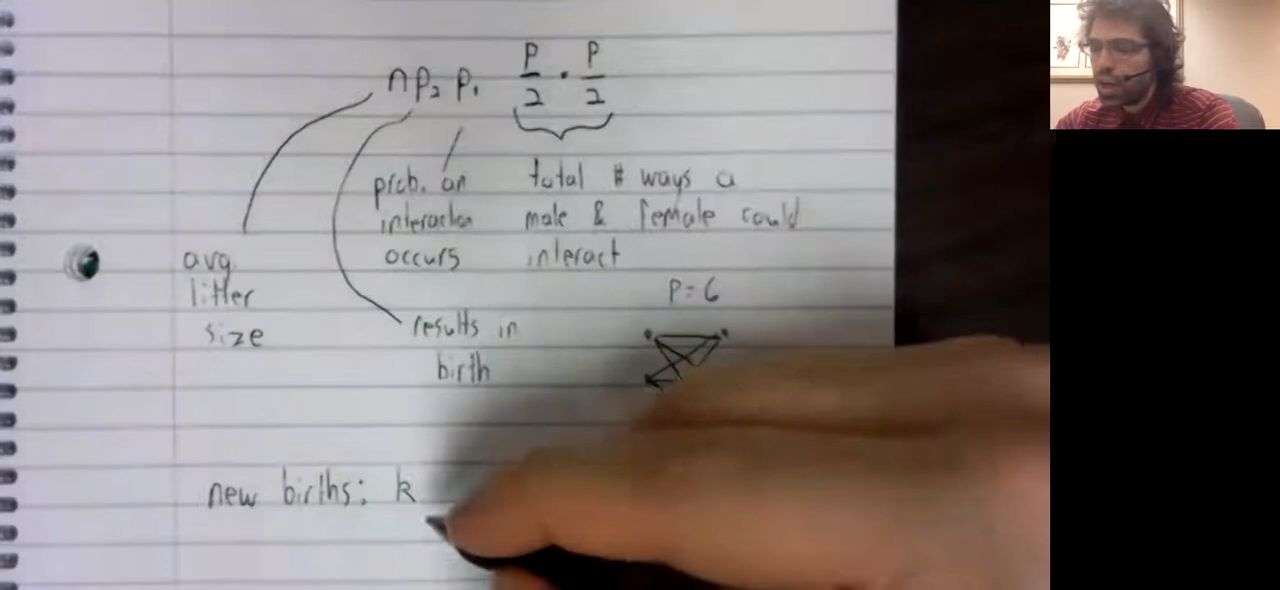 n p₂ p₁ P/2 · P/2
prob. an
interaction
occurs
total # ways a
male & female could
interact
avg.
litter
size
P = 6
results in
birth
new births: k